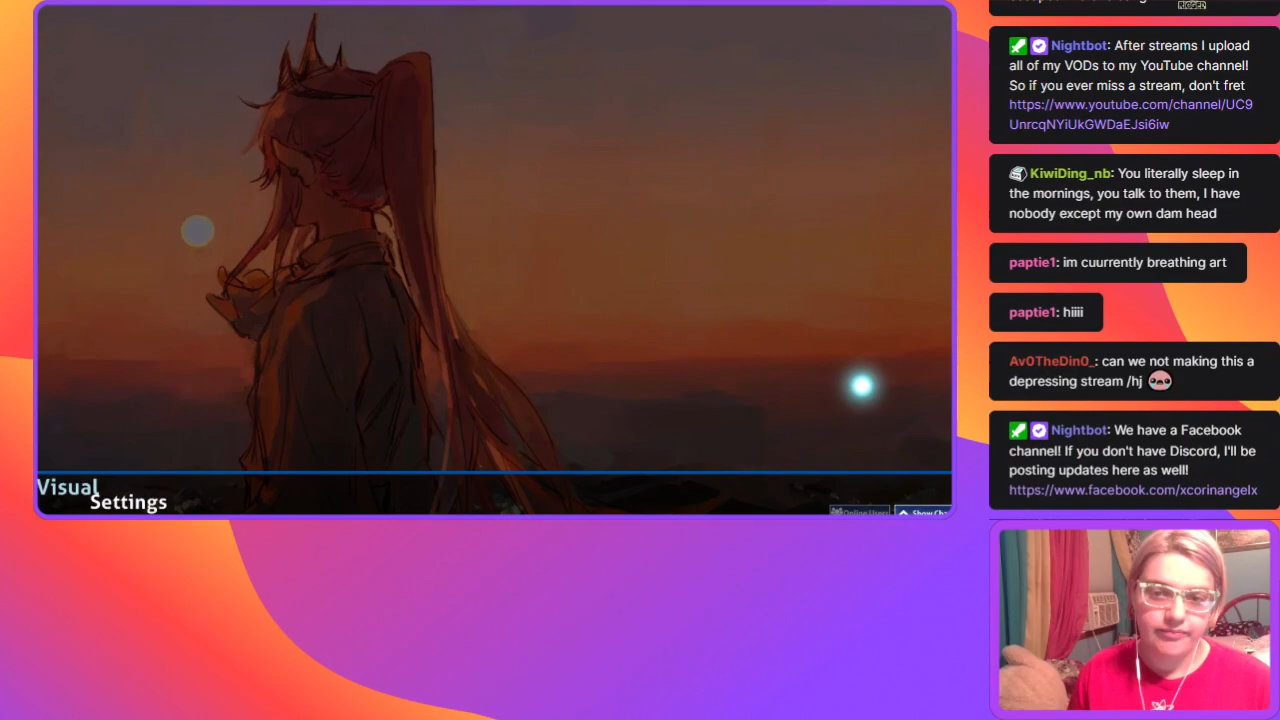 Visual
Settings
Online Users
Nightbot: After streams I upload
all of my VODs to my YouTube channel!
So if you ever miss a stream, don't fret
https://www.youtube.com/channel/UC9
UnrcqNYiUkGWDaEJsi6iw
KiwiDing_nb: You literally sleep in
the mornings, you talk to them, I have
nobody except my own dam head
paptie1: im cuurrently breathing art
paptie1: hiiii
Av0TheDin0_: can we not making this a
depressing stream /hj
Nightbot: We have a Facebook
channel! If you don't have Discord, I'll be
posting updates here as well!
https://www.facebook.com/xcorinangelx